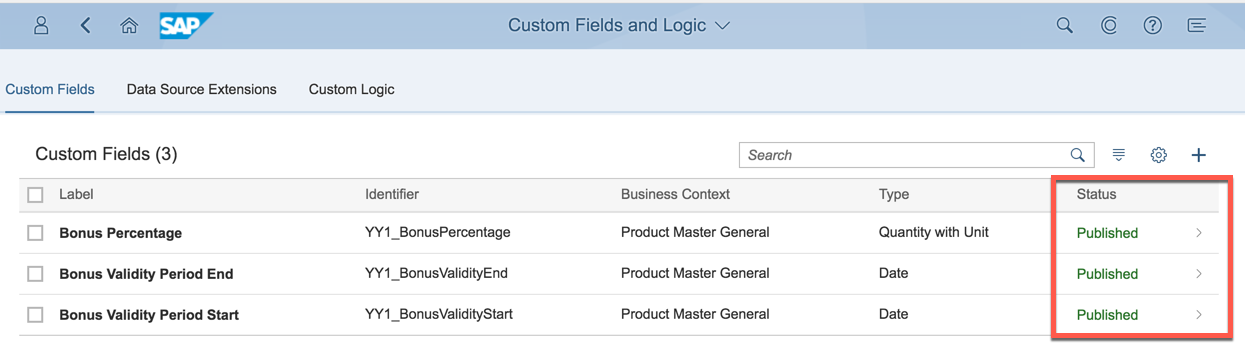 SAP Custom Fields and Logic
Custom Fields Data Source Extensions Custom Logic
Custom Fields (3) Search
Label Identifier Business Context Type Status
Bonus Percentage YY1_BonusPercentage Product Master General Quantity with Unit Published
Bonus Validity Period End YY1_BonusValidityEnd Product Master General Date Published
Bonus Validity Period Start YY1_BonusValidityStart Product Master General Date Published